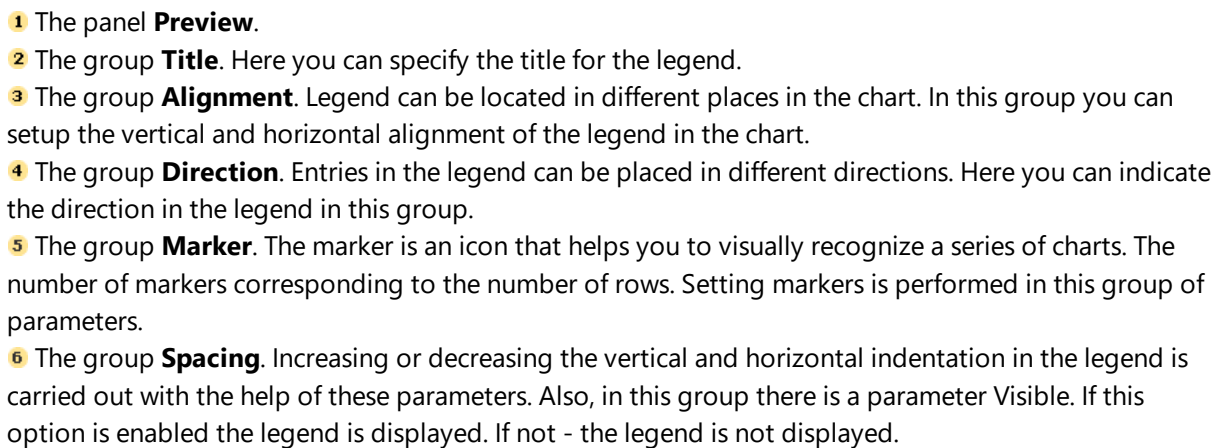 1 The panel Preview.
2 The group Title. Here you can specify the title for the legend.
3 The group Alignment. Legend can be located in different places in the chart. In this group you can
setup the vertical and horizontal alignment of the legend in the chart.
4 The group Direction. Entries in the legend can be placed in different directions. Here you can indicate
the direction in the legend in this group.
5 The group Marker. The marker is an icon that helps you to visually recognize a series of charts. The
number of markers corresponding to the number of rows. Setting markers is performed in this group of
parameters.
6 The group Spacing. Increasing or decreasing the vertical and horizontal indentation in the legend is
carried out with the help of these parameters. Also, in this group there is a parameter Visible. If this
option is enabled the legend is displayed. If not - the legend is not displayed.